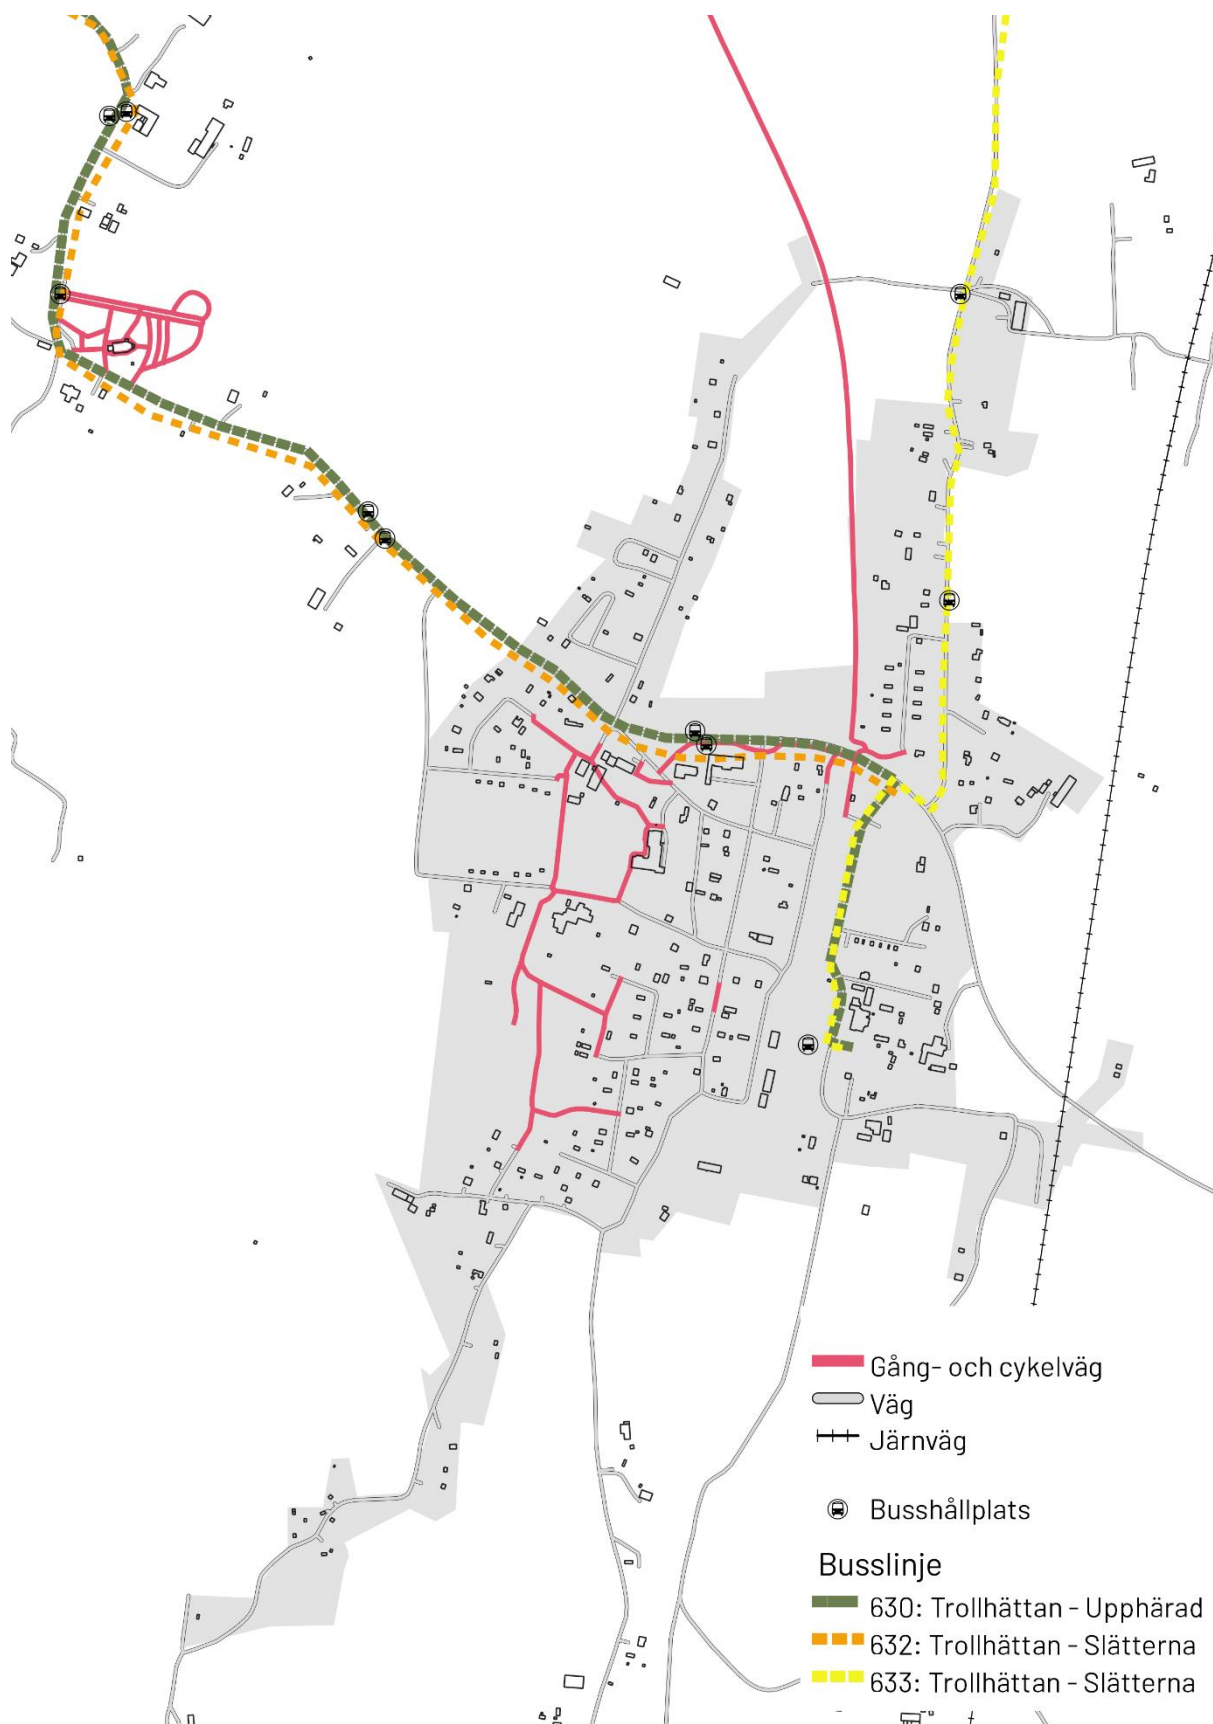 Gång- och cykelväg
Väg
Järnväg
Busshållplats
Busslinje
630: Trollhättan - Upphärad
632: Trollhättan - Slätterna
633: Trollhättan - Slätterna